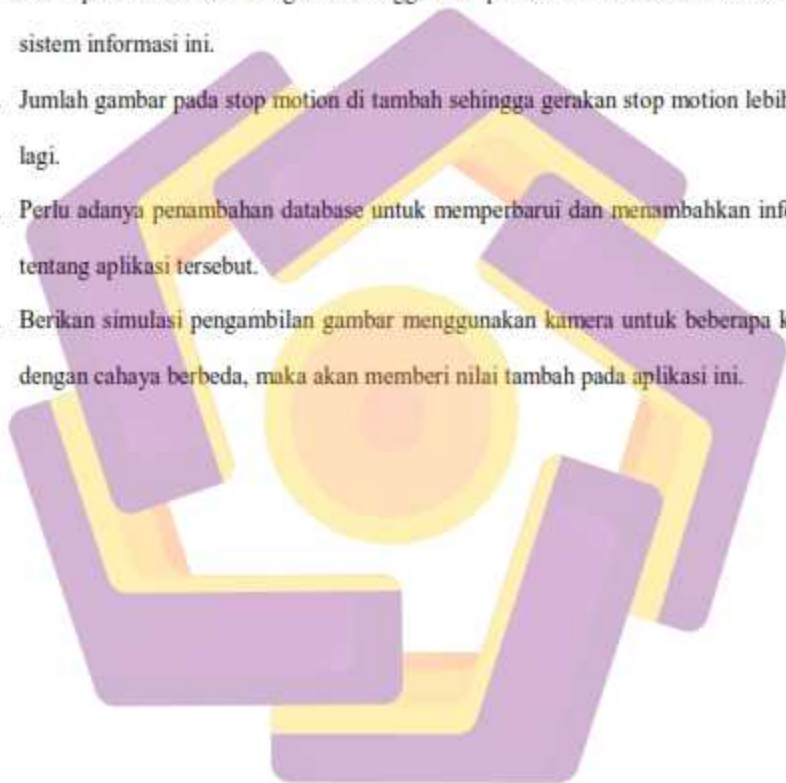 sistem informasi ini.
Jumlah gambar pada stop motion di tambah sehingga gerakan stop motion lebih
lagi.
Perlu adanya penambahan database untuk memperbarui dan menambahkan
tentang aplikasi tersebut.
Berikan simulasi pengambilan gambar menggunakan kamera untuk beberapa
dengan cahaya berbeda, maka akan memberi nilai tambah pada aplikasi ini.